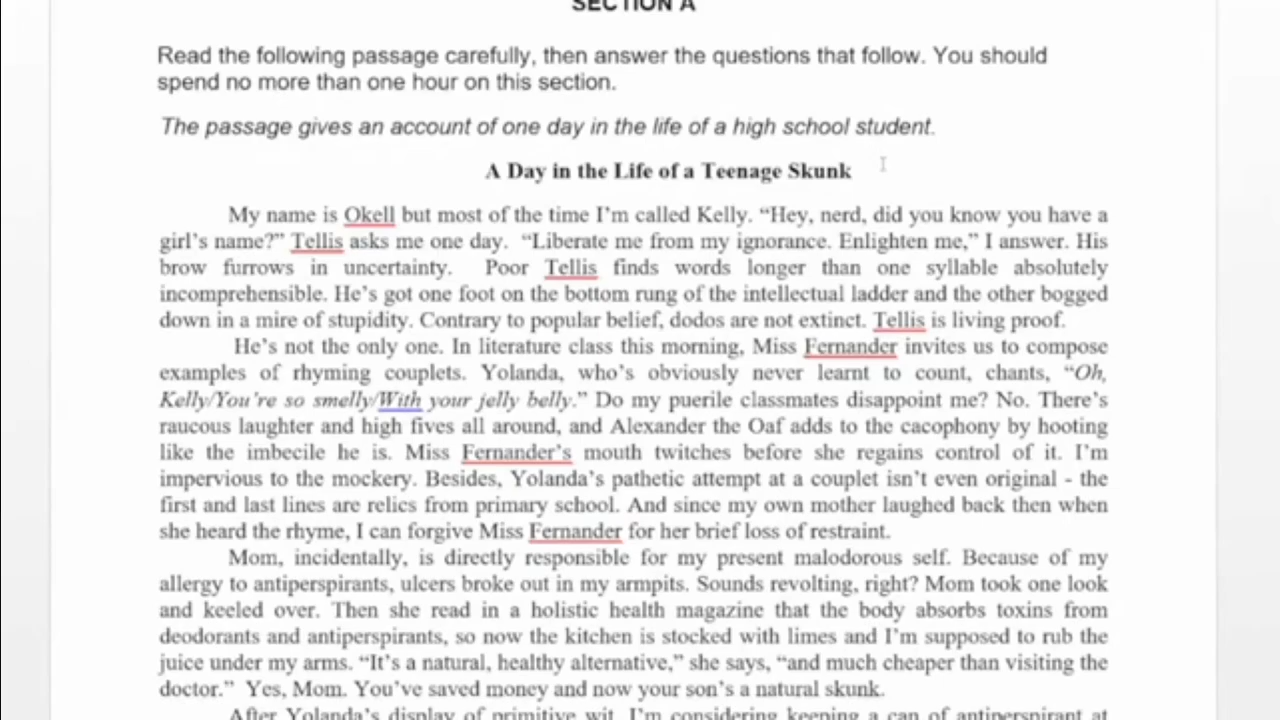 SECTION A
Read the following passage carefully, then answer the questions that follow. You should
spend no more than one hour on this section.
The passage gives an account of one day in the life of a high school student.
A Day in the Life of a Teenage Skunk
My name is Okell but most of the time I'm called Kelly. “Hey, nerd, did you know you have a
girl's name?” Tellis asks me one day. “Liberate me from my ignorance. Enlighten me,” I answer. His
brow furrows in uncertainty. Poor Tellis finds words longer than one syllable absolutely
incomprehensible. He's got one foot on the bottom rung of the intellectual ladder and the other bogged
down in a mire of stupidity. Contrary to popular belief, dodos are not extinct. Tellis is living proof.
He's not the only one. In literature class this morning, Miss Fernander invites us to compose
examples of rhyming couplets. Yolanda, who's obviously never learnt to count, chants, “Oh,
Kelly/You're so smelly/With your jelly belly.” Do my puerile classmates disappoint me? No. There's
raucous laughter and high fives all around, and Alexander the Oaf adds to the cacophony by hooting
like the imbecile he is. Miss Fernander's mouth twitches before she regains control of it. I'm
impervious to the mockery. Besides, Yolanda's pathetic attempt at a couplet isn't even original - the
first and last lines are relics from primary school. And since my own mother laughed back then when
she heard the rhyme, I can forgive Miss Fernander for her brief loss of restraint.
Mom, incidentally, is directly responsible for my present malodorous self. Because of my
allergy to antiperspirants, ulcers broke out in my armpits. Sounds revolting, right? Mom took one look
and keeled over. Then she read in a holistic health magazine that the body absorbs toxins from
deodorants and antiperspirants, so now the kitchen is stocked with limes and I'm supposed to rub the
juice under my arms. “It's a natural, healthy alternative,” she says, “and much cheaper than visiting the
doctor.” Yes, Mom. You've saved money and now your son's a natural skunk.
After Yolanda's display of primitive wit, I'm considering keeping a can of antiperspirant at